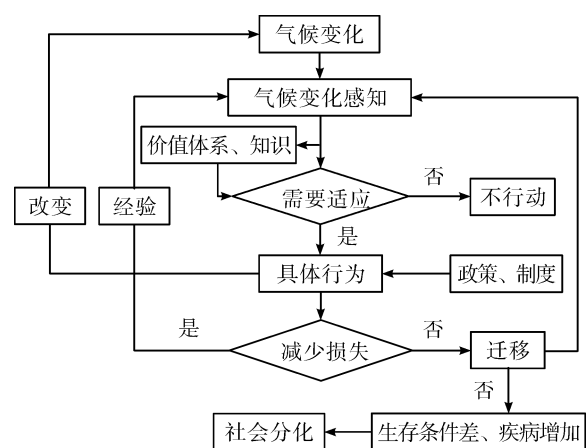 气候变化
气候变化感知
价值体系、知识
需要适应
否
不行动
改变
经验
是
具体行为
政策、制度
是
减少损失
否
迁移
否
社会分化
生存条件差、疾病增加